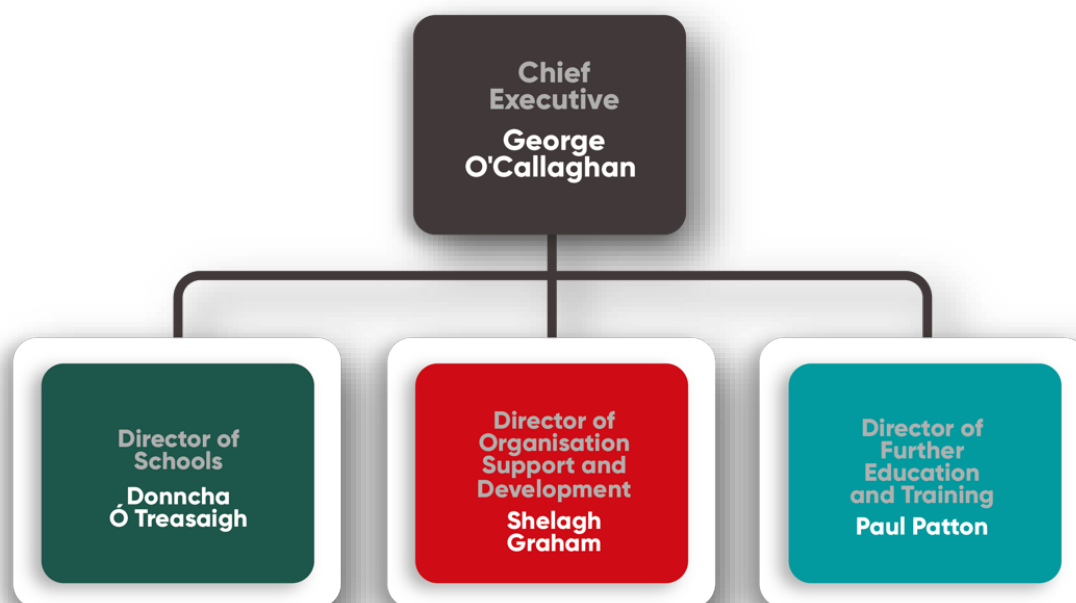 Chief
Executive
George
O'Callaghan
Director of
Schools
Donncha
Ó Treasaigh
Director of
Organisation
Support and
Development
Shelagh
Graham
Director of
Further
Education
and Training
Paul Patton